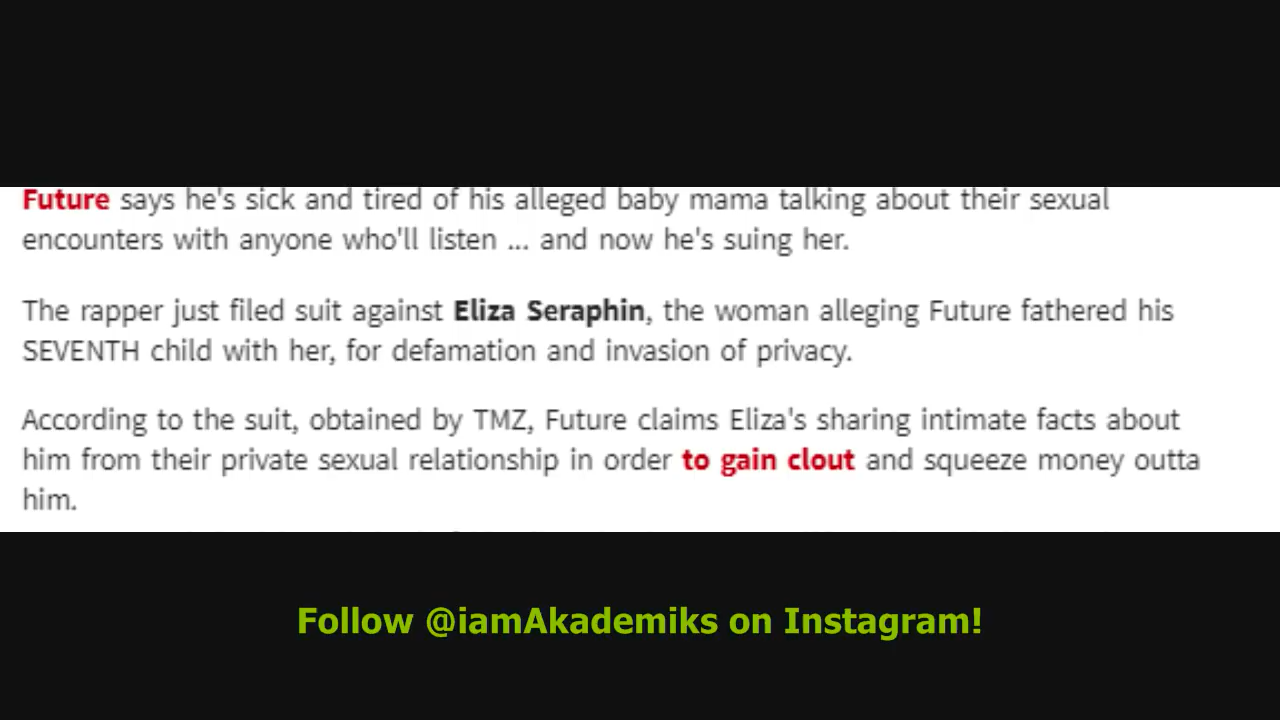 Future says he's sick and tired of his alleged baby mama talking about their sexual
encounters with anyone who'll listen ... and now he's suing her.
The rapper just filed suit against Eliza Seraphin, the woman alleging Future fathered his
SEVENTH child with her, for defamation and invasion of privacy.
According to the suit, obtained by TMZ, Future claims Eliza's sharing intimate facts about
him from their private sexual relationship in order to gain clout and squeeze money outta
him.
Follow @iamAkademiks on Instagram!